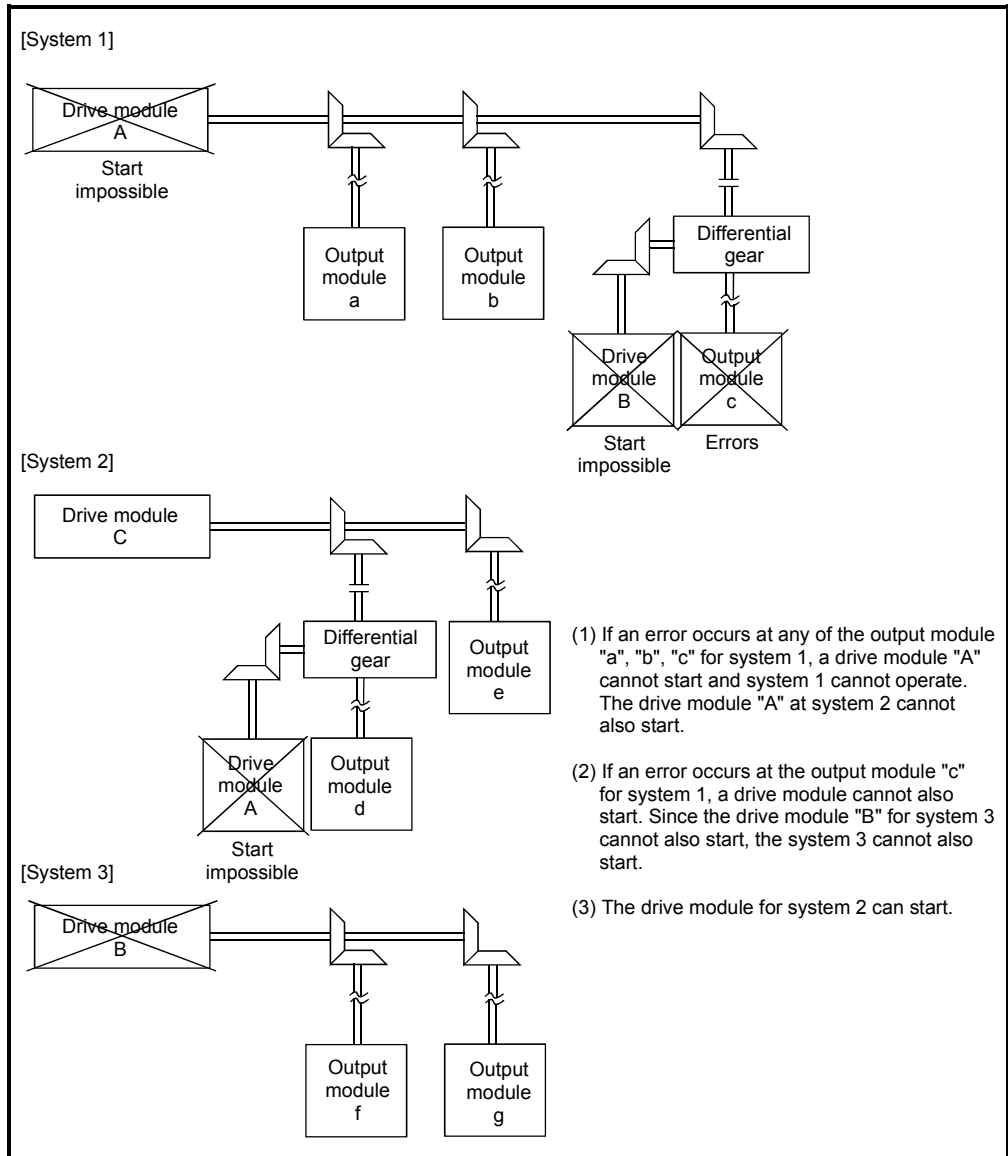 [System 1]
Drive module
A
Start
impossible
Output
module
a
Output
module
b
Differential
gear
Drive
module
B
Output
module
c
Start
impossible
Errors
[System 2]
Drive module
C
Differential
gear
Output
module
e
Drive
module
A
Output
module
d
Start
impossible
(1) If an error occurs at any of the output module
"a", "b", "c" for system 1, a drive module "A"
cannot start and system 1 cannot operate.
The drive module "A" at system 2 cannot
also start.
(2) If an error occurs at the output module "c"
for system 1, a drive module cannot also
start. Since the drive module "B" for system 3
cannot also start, the system 3 cannot also
start.
(3) The drive module for system 2 can start.
[System 3]
Drive module
B
Output
module
f
Output
module
g